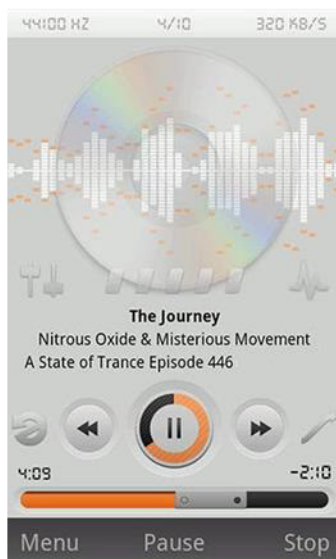 44100 HZ 4/10 320 KB/S
The Journey
Nitrous Oxide & Misterious Movement
A State of Trance Episode 446
4:09 -2:10
Menu Pause Stop